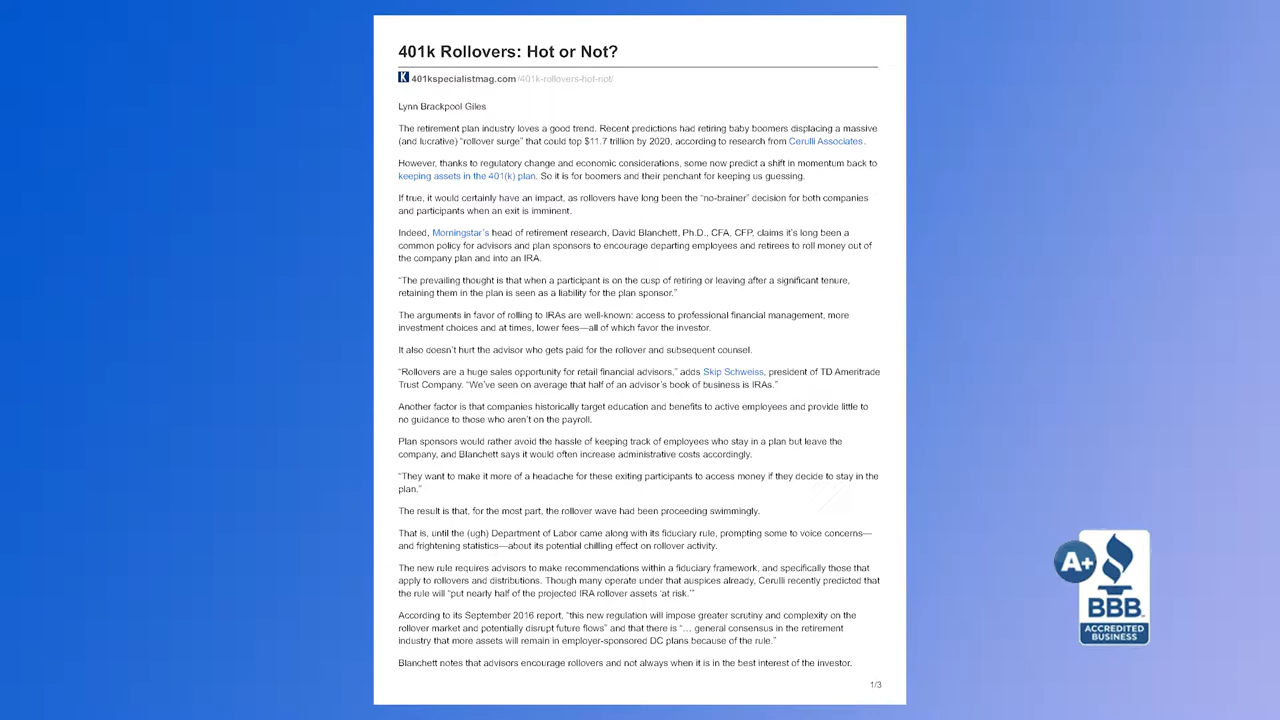 401k Rollovers: Hot or Not?
K 401kspecialistmag.com/401k-rollovers-hot-not/
Lynn Brackpool Giles
The retirement plan industry loves a good trend. Recent predictions had retiring baby boomers displacing a massive
(and lucrative) “rollover surge” that could top $11.7 trillion by 2020, according to research from Cerulli Associates.
However, thanks to regulatory change and economic considerations, some now predict a shift in momentum back to
keeping assets in the 401(k) plan. So it is for boomers and their penchant for keeping us guessing.
If true, it would certainly have an impact, as rollovers have long been the “no-brainer” decision for both companies
and participants when an exit is imminent.
Indeed, Morningstar’s head of retirement research, David Blanchett, Ph.D., CFA, CFP, claims it’s long been a
common policy for advisors and plan sponsors to encourage departing employees and retirees to roll money out of
the company plan and into an IRA.
“The prevailing thought is that when a participant is on the cusp of retiring or leaving after a significant tenure,
retaining them in the plan is seen as a liability for the plan sponsor.”
The arguments in favor of rolling to IRAs are well-known: access to professional financial management, more
investment choices and at times, lower fees—all of which favor the investor.
It also doesn’t hurt the advisor who gets paid for the rollover and subsequent counsel.
“Rollovers are a huge sales opportunity for retail financial advisors,” adds Skip Schweiss, president of TD Ameritrade
Trust Company. “We’ve seen on average that half of an advisor’s book of business is IRAs.”
Another factor is that companies historically target education and benefits to active employees and provide little to
no guidance to those who aren’t on the payroll.
Plan sponsors would rather avoid the hassle of keeping track of employees who stay in a plan but leave the
company, and Blanchett says it would often increase administrative costs accordingly.
“They want to make it more of a headache for these exiting participants to access money if they decide to stay in the
plan.”
The result is that, for the most part, the rollover wave had been proceeding swimmingly.
That is, until the (ugh) Department of Labor came along with its fiduciary rule, prompting some to voice concerns—
and frightening statistics—about its potential chilling effect on rollover activity.
The new rule requires advisors to make recommendations within a fiduciary framework, and specifically those that
apply to rollovers and distributions. Though many operate under that auspices already, Cerulli recently predicted that
the rule will “put nearly half of the projected IRA rollover assets ‘at risk.’”
According to its September 2016 report, “this new regulation will impose greater scrutiny and complexity on the
rollover market and potentially disrupt future flows” and that there is “… general consensus in the retirement
industry that more assets will remain in employer-sponsored DC plans because of the rule.”
Blanchett notes that advisors encourage rollovers and not always when it is in the best interest of the investor.
1/3
A+
BBB.
ACCREDITED
BUSINESS